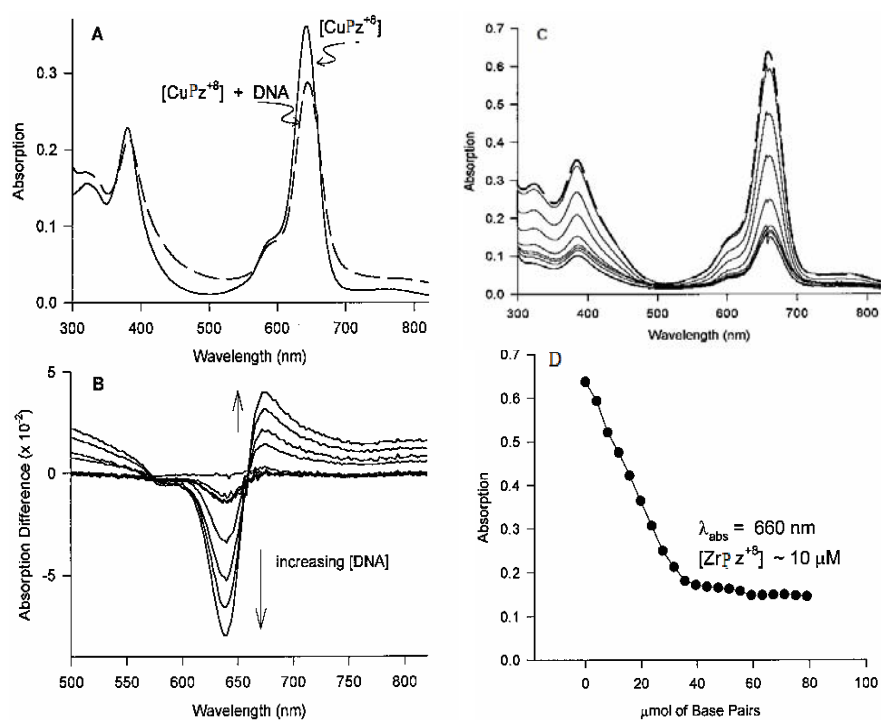 A
[CuPz+8]
[CuPz+8] + DNA
0.3
0.2
0.1
0.0
Absorption
300 400 500 600 700 800
Wavelength (nm)
C
0.7
0.6
0.5
0.4
0.3
0.2
0.1
0.0
Absorption
300 400 500 600 700 800
Wavelength (nm)
B
5
0
-5
Absorption Difference (x 10-2)
increasing [DNA]
500 550 600 650 700 750 800
Wavelength (nm)
D
0.7
0.6
0.5
0.4
0.3
0.2
0.1
0.0
Absorption
λabs = 660 nm
[ZrPz+8] ~ 10 μM
0 20 40 60 80 100
μmol of Base Pairs